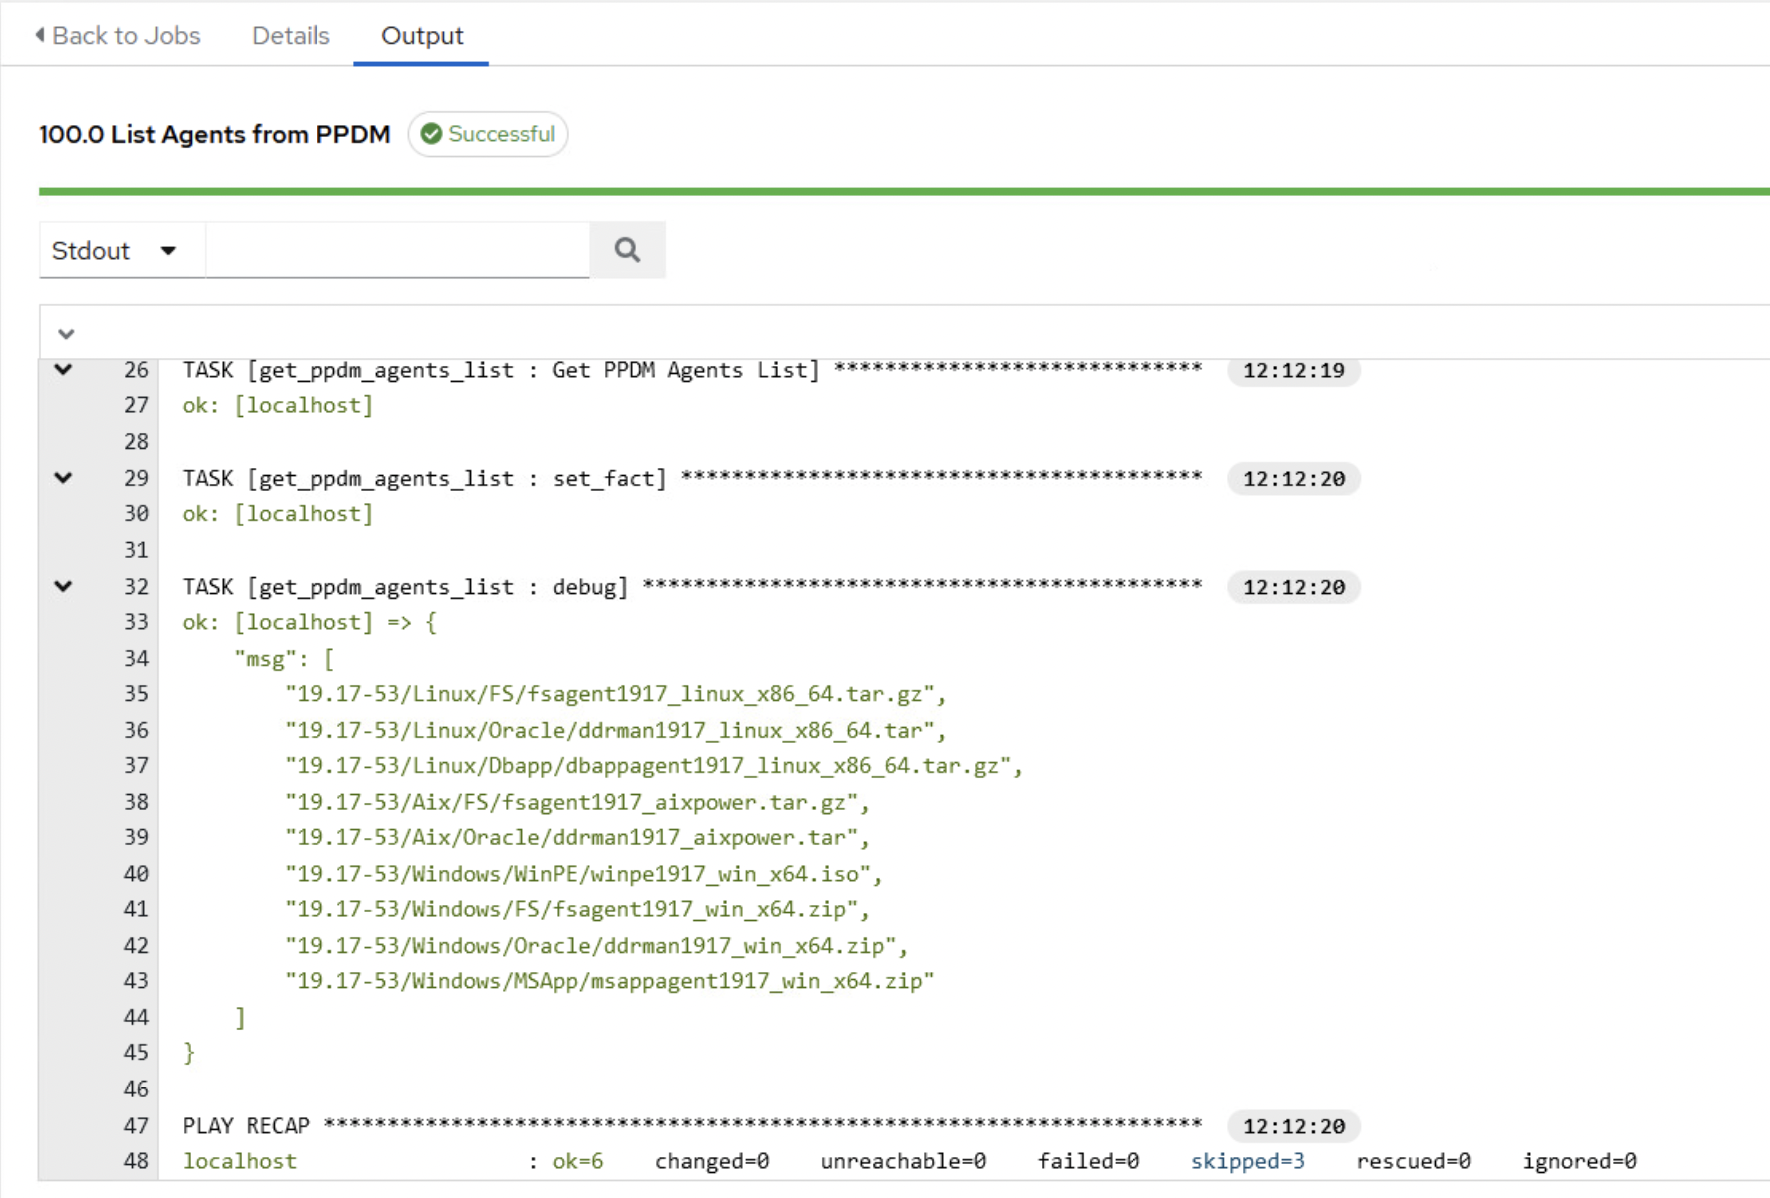 Back to Jobs Details Output
100.0 List Agents from PPDM Successful
Stdout
26 TASK [get_ppdm_agents_list : Get PPDM Agents List] ***************************** 12:12:19
27 ok: [localhost]
28
29 TASK [get_ppdm_agents_list : set_fact] ***************************************** 12:12:20
30 ok: [localhost]
31
32 TASK [get_ppdm_agents_list : debug] ******************************************** 12:12:20
33 ok: [localhost] => {
34     "msg": [
35         "19.17-53/Linux/FS/fsagent1917_linux_x86_64.tar.gz",
36         "19.17-53/Linux/Oracle/ddrman1917_linux_x86_64.tar",
37         "19.17-53/Linux/Dbapp/dbappagent1917_linux_x86_64.tar.gz",
38         "19.17-53/Aix/FS/fsagent1917_aixpower.tar.gz",
39         "19.17-53/Aix/Oracle/ddrman1917_aixpower.tar",
40         "19.17-53/Windows/WinPE/winpe1917_win_x64.iso",
41         "19.17-53/Windows/FS/fsagent1917_win_x64.zip",
42         "19.17-53/Windows/Oracle/ddrman1917_win_x64.zip",
43         "19.17-53/Windows/MSApp/msappagent1917_win_x64.zip"
44     ]
45 }
46
47 PLAY RECAP ********************************************************************* 12:12:20
48 localhost                  : ok=6    changed=0    unreachable=0    failed=0    skipped=3    rescued=0    ignored=0